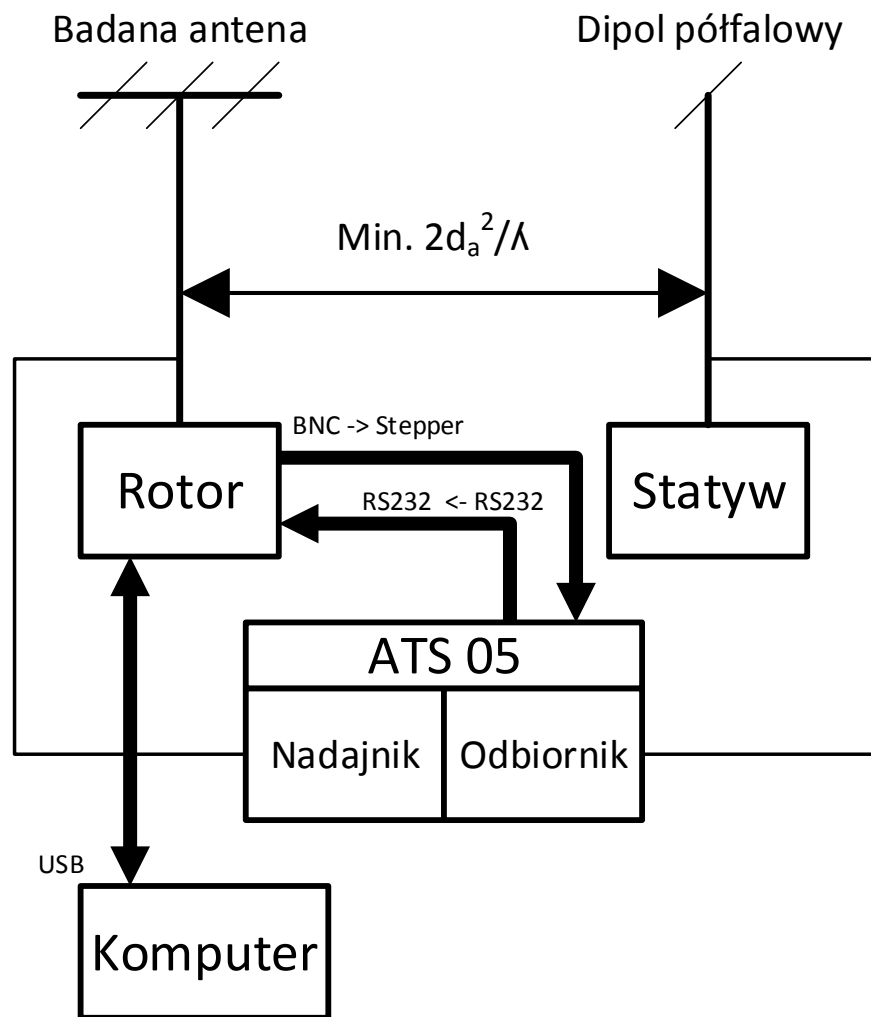 Badana antena
Dipol półfalowy
Min. 2dₐ²/λ
BNC -> Stepper
Rotor
RS232 <- RS232
Statyw
ATS 05
Nadajnik
Odbiornik
USB
Komputer